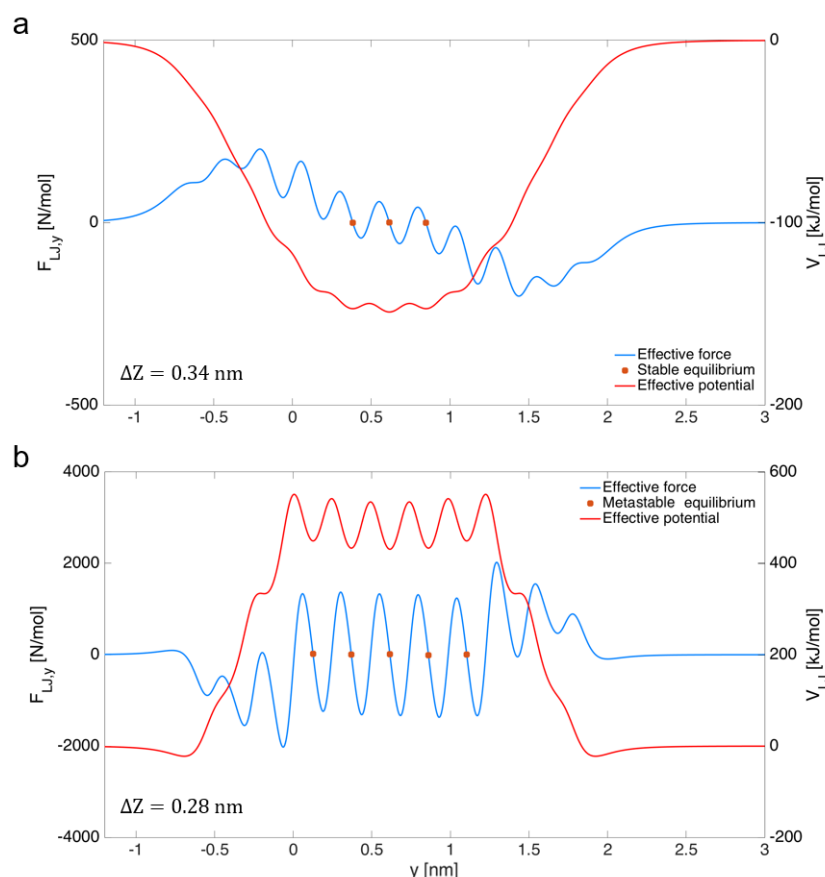 a
500
0
-500
F_LJ,y [N/mol]
0
-100
-200
[kJ/mol]
ΔZ = 0.34 nm
Effective force
Stable equilibrium
Effective potential
-1 -0.5 0 0.5 1 1.5 2 2.5 3
b
4000
2000
0
-2000
-4000
F_LJ,y [N/mol]
600
400
200
0
-200
[kJ/mol]
Effective force
Metastable equilibrium
Effective potential
ΔZ = 0.28 nm
-1 -0.5 0 0.5 1 1.5 2 2.5 3
y [nm]